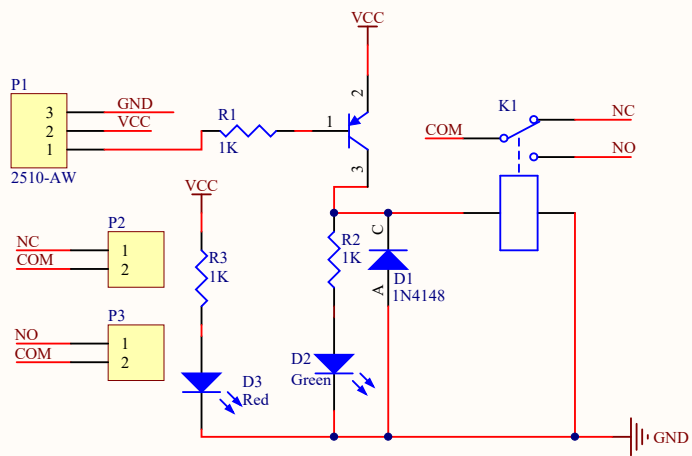 VCC
P1
3
GND
2
VCC
1
2510-AW
R1
1K
1
2
3
K1
COM
NC
NO
VCC
R3
1K
P2
NC
1
COM
2
P3
NO
1
COM
2
R2
1K
C
D1
1N4148
A
D2
Green
D3
Red
GND